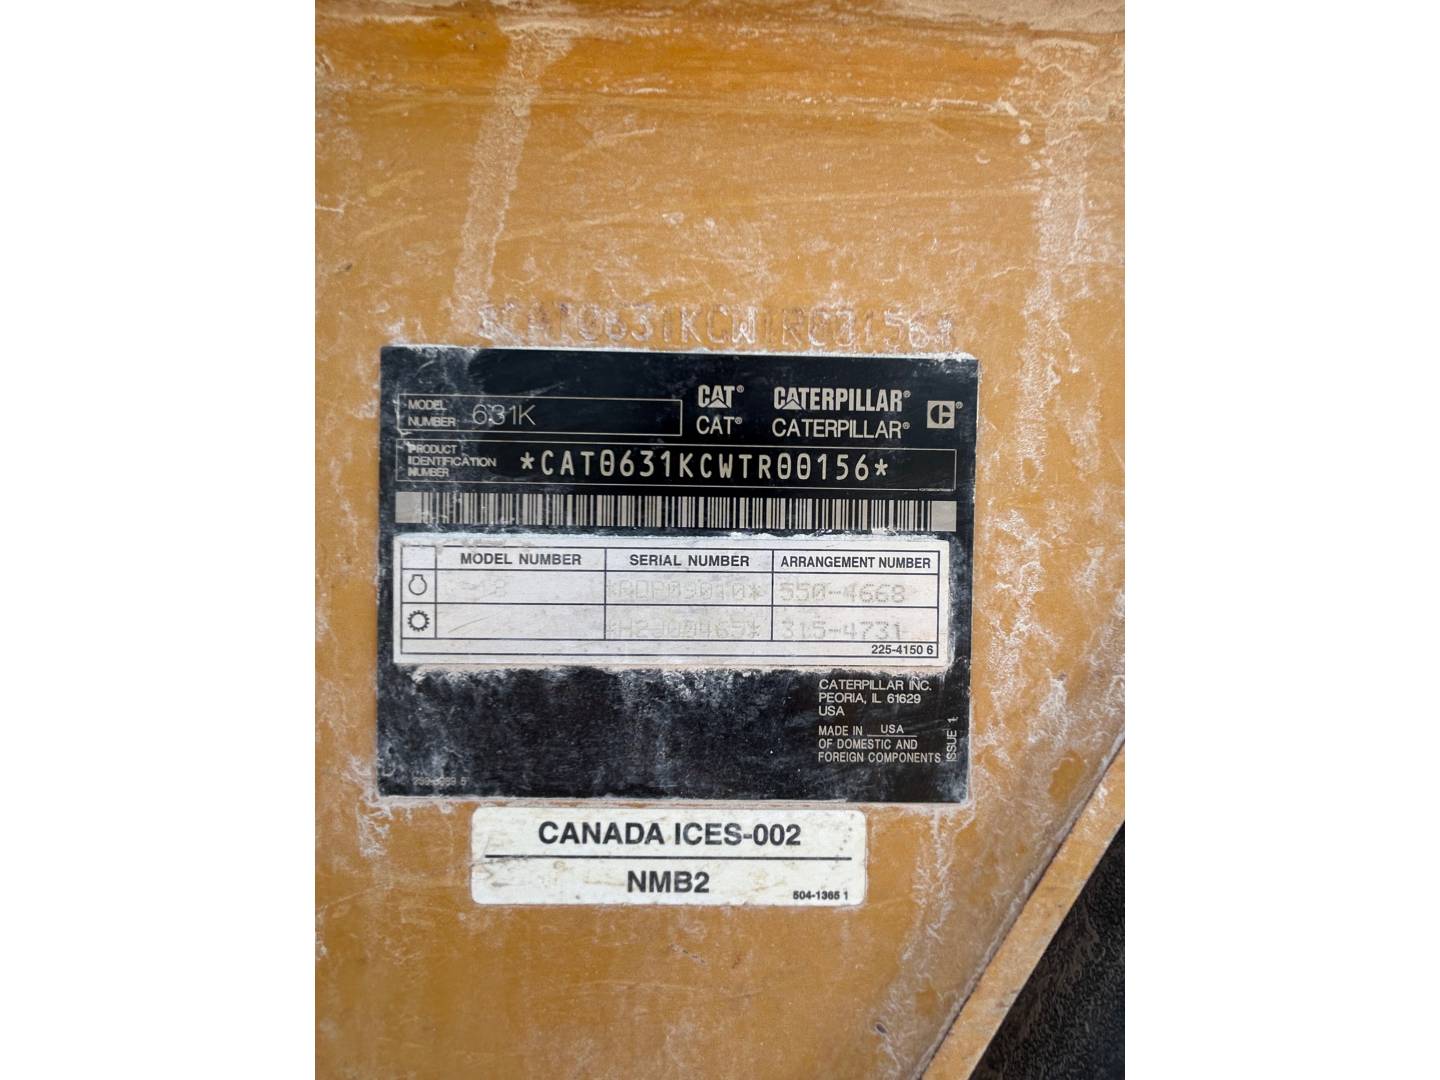 *CAT0631KCWTR00156*
MODEL NUMBER 631K
CAT® CATERPILLAR®
CAT® CATERPILLAR®
PRODUCT IDENTIFICATION NUMBER *CAT0631KCWTR00156*
MODEL NUMBER SERIAL NUMBER ARRANGEMENT NUMBER
550-4668
315-4731
225-4150 6
CATERPILLAR INC.
PEORIA, IL 61629
USA
MADE IN USA
OF DOMESTIC AND
FOREIGN COMPONENTS
ISSUE 1
CANADA ICES-002
NMB2
504-1365 1